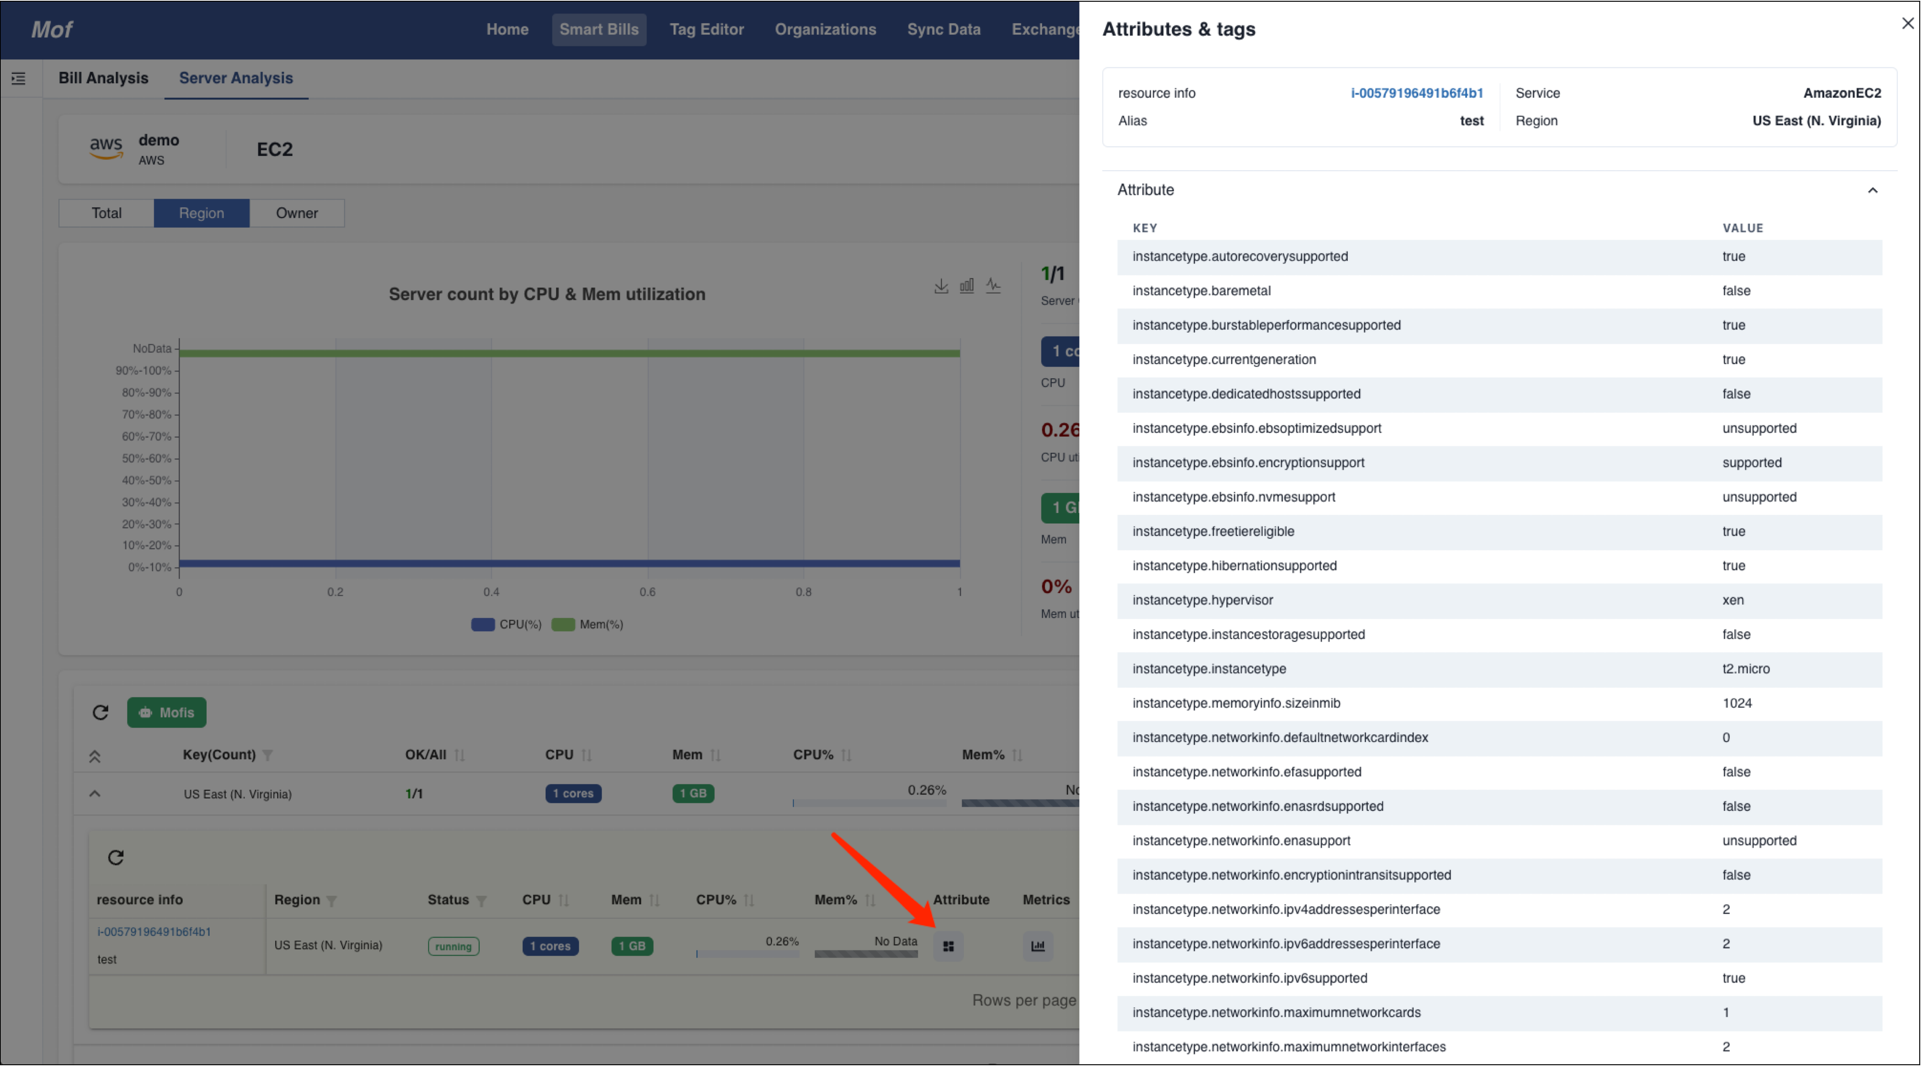 Mof
Home
Smart Bills
Tag Editor
Organizations
Sync Data
Exchange
Bill Analysis
Server Analysis
aws
demo
AWS
EC2
Total
Region
Owner
Server count by CPU & Mem utilization
NoData
90%-100%
80%-90%
70%-80%
60%-70%
50%-60%
40%-50%
30%-40%
20%-30%
10%-20%
0%-10%
0
0.2
0.4
0.6
0.8
1
CPU(%)
Mem(%)
1/1
Server
1 co
CPU
0.26
CPU ut
1 G
Mem
0%
Mem ut
Mofis
Key(Count)
OK/All
CPU
Mem
CPU%
Mem%
US East (N. Virginia)
1/1
1 cores
1 GB
0.26%
No
resource info
Region
Status
CPU
Mem
CPU%
Mem%
Attribute
Metrics
i-00579196491b6f4b1
test
US East (N. Virginia)
running
1 cores
1 GB
0.26%
No Data
Rows per page
Attributes & tags
resource info
i-00579196491b6f4b1
Service
AmazonEC2
Alias
test
Region
US East (N. Virginia)
Attribute
KEY VALUE
instancetype.autorecoverysupported true
instancetype.baremetal false
instancetype.burstableperformancesupported true
instancetype.currentgeneration true
instancetype.dedicatedhostssupported false
instancetype.ebsinfo.ebsoptimizedsupport unsupported
instancetype.ebsinfo.encryptionsupport supported
instancetype.ebsinfo.nvmesupport unsupported
instancetype.freetiereligible true
instancetype.hibernationsupported true
instancetype.hypervisor xen
instancetype.instancestoragesupported false
instancetype.instancetype t2.micro
instancetype.memoryinfo.sizeinmib 1024
instancetype.networkinfo.defaultnetworkcardindex 0
instancetype.networkinfo.efasupported false
instancetype.networkinfo.enasrdsupported false
instancetype.networkinfo.enasupport unsupported
instancetype.networkinfo.encryptionintransitsupported false
instancetype.networkinfo.ipv4addressesperinterface 2
instancetype.networkinfo.ipv6addressesperinterface 2
instancetype.networkinfo.ipv6supported true
instancetype.networkinfo.maximumnetworkcards 1
instancetype.networkinfo.maximumnetworkinterfaces 2